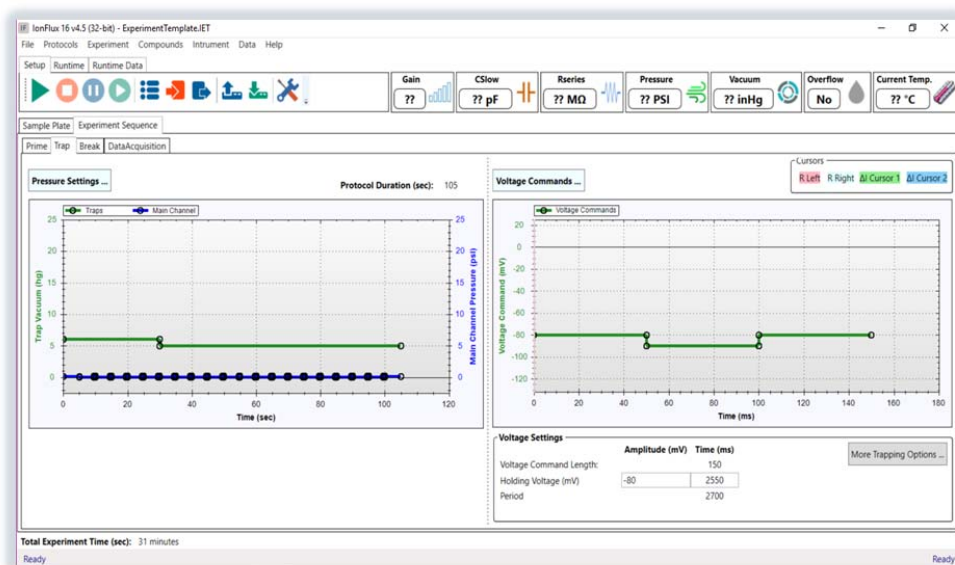 IF IonFlux 16 v4.5 (32-bit) - ExperimentTemplate.IET
File Protocols Experiment Compounds Intrument Data Help
Setup Runtime Runtime Data
Gain CSlow Rseries Pressure Vacuum Overflow Current Temp.
?? ?? pF ?? MΩ ?? PSI ?? inHg No ?? °C
Sample Plate Experiment Sequence
Prime Trap Break DataAcquisition
Pressure Settings ...
Protocol Duration (sec): 105
Traps Main Channel
25
20
15
10
5
0
Trap Vacuum (hg)
25
20
15
10
5
0
Main Channel Pressure (psi)
0 20 40 60 80 100 120
Time (sec)
Voltage Commands ...
Cursors
R Left R Right ΔI Cursor 1 ΔI Cursor 2
Voltage Commands
20
0
-20
-40
-60
-80
-100
-120
Voltage Command (mV)
0 20 40 60 80 100 120 140 160 180
Time (ms)
Voltage Settings
Amplitude (mV) Time (ms)
Voltage Command Length: 150
Holding Voltage (mV) -80 2550
Period 2700
More Trapping Options ...
Total Experiment Time (sec): 31 minutes
Ready Ready